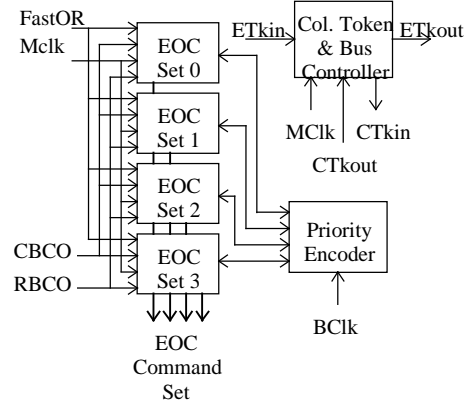 FastOR
Mclk
EOC
Set 0
EOC
Set 1
EOC
Set 2
EOC
Set 3
CBCO
RBCO
EOC
Command
Set
ETkin
Col. Token
& Bus
Controller
ETkout
MClk
CTkin
CTkout
Priority
Encoder
BClk